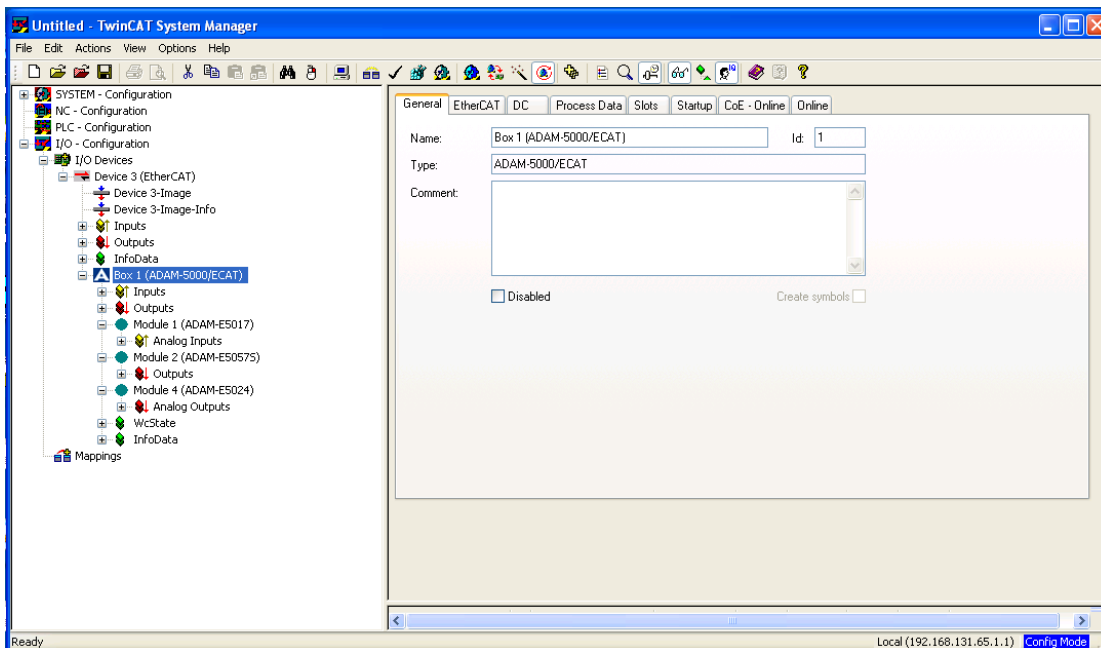 Untitled - TwinCAT System Manager
File Edit Actions View Options Help
SYSTEM - Configuration
NC - Configuration
PLC - Configuration
I/O - Configuration
I/O Devices
Device 3 (EtherCAT)
Device 3-Image
Device 3-Image-Info
Inputs
Outputs
InfoData
Box 1 (ADAM-5000/ECAT)
Inputs
Outputs
Module 1 (ADAM-E5017)
Analog Inputs
Module 2 (ADAM-E5057S)
Outputs
Module 4 (ADAM-E5024)
Analog Outputs
WcState
InfoData
Mappings
General EtherCAT DC Process Data Slots Startup CoE - Online Online
Name: Box 1 (ADAM-5000/ECAT) Id: 1
Type: ADAM-5000/ECAT
Comment:
Disabled Create symbols
Ready Local (192.168.131.65.1.1) Config Mode